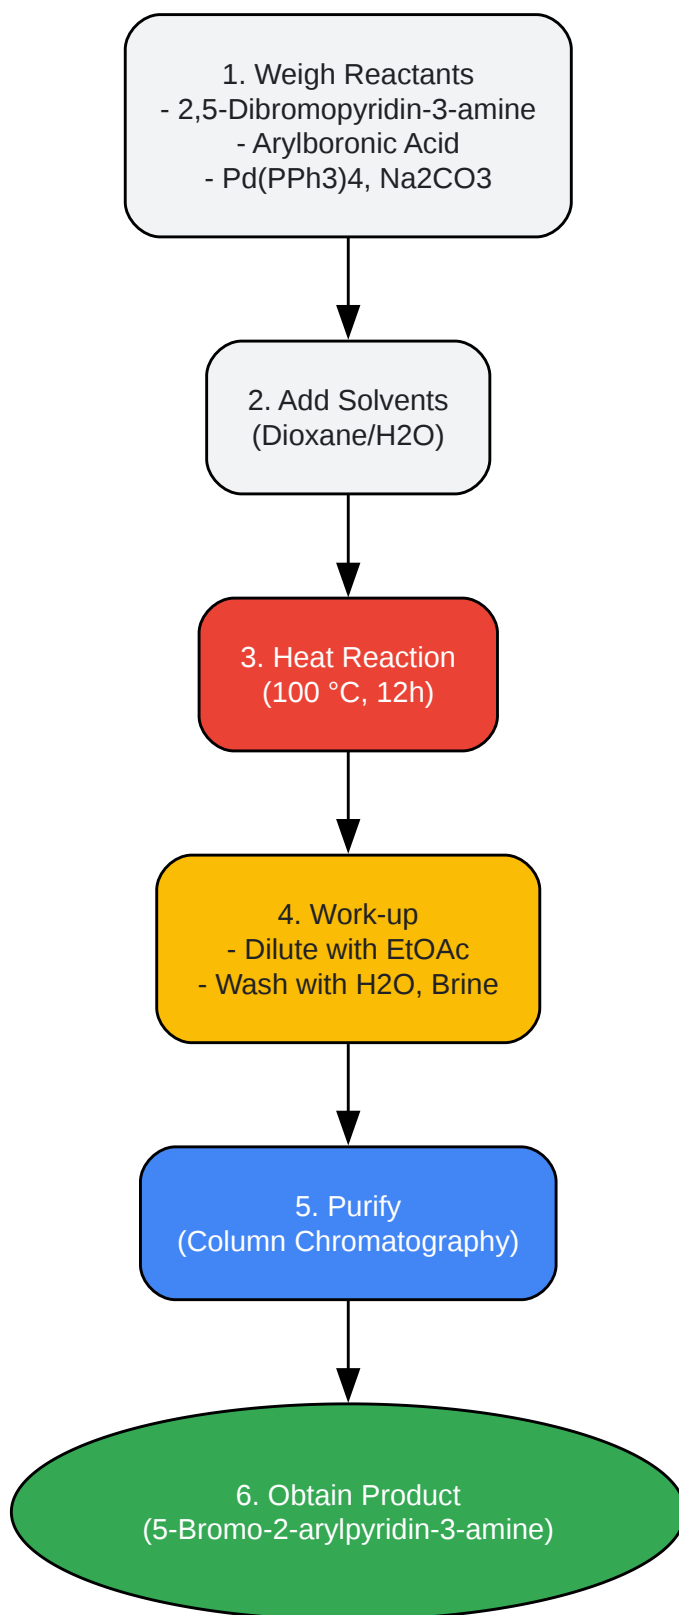 1. Weigh Reactants
- 2,5-Dibromopyridin-3-amine
- Arylboronic Acid
- Pd(PPh3)4, Na2CO3
2. Add Solvents
(Dioxane/H2O)
3. Heat Reaction
(100 °C, 12h)
4. Work-up
- Dilute with EtOAc
- Wash with H2O, Brine
5. Purify
(Column Chromatography)
6. Obtain Product
(5-Bromo-2-arylpyridin-3-amine)